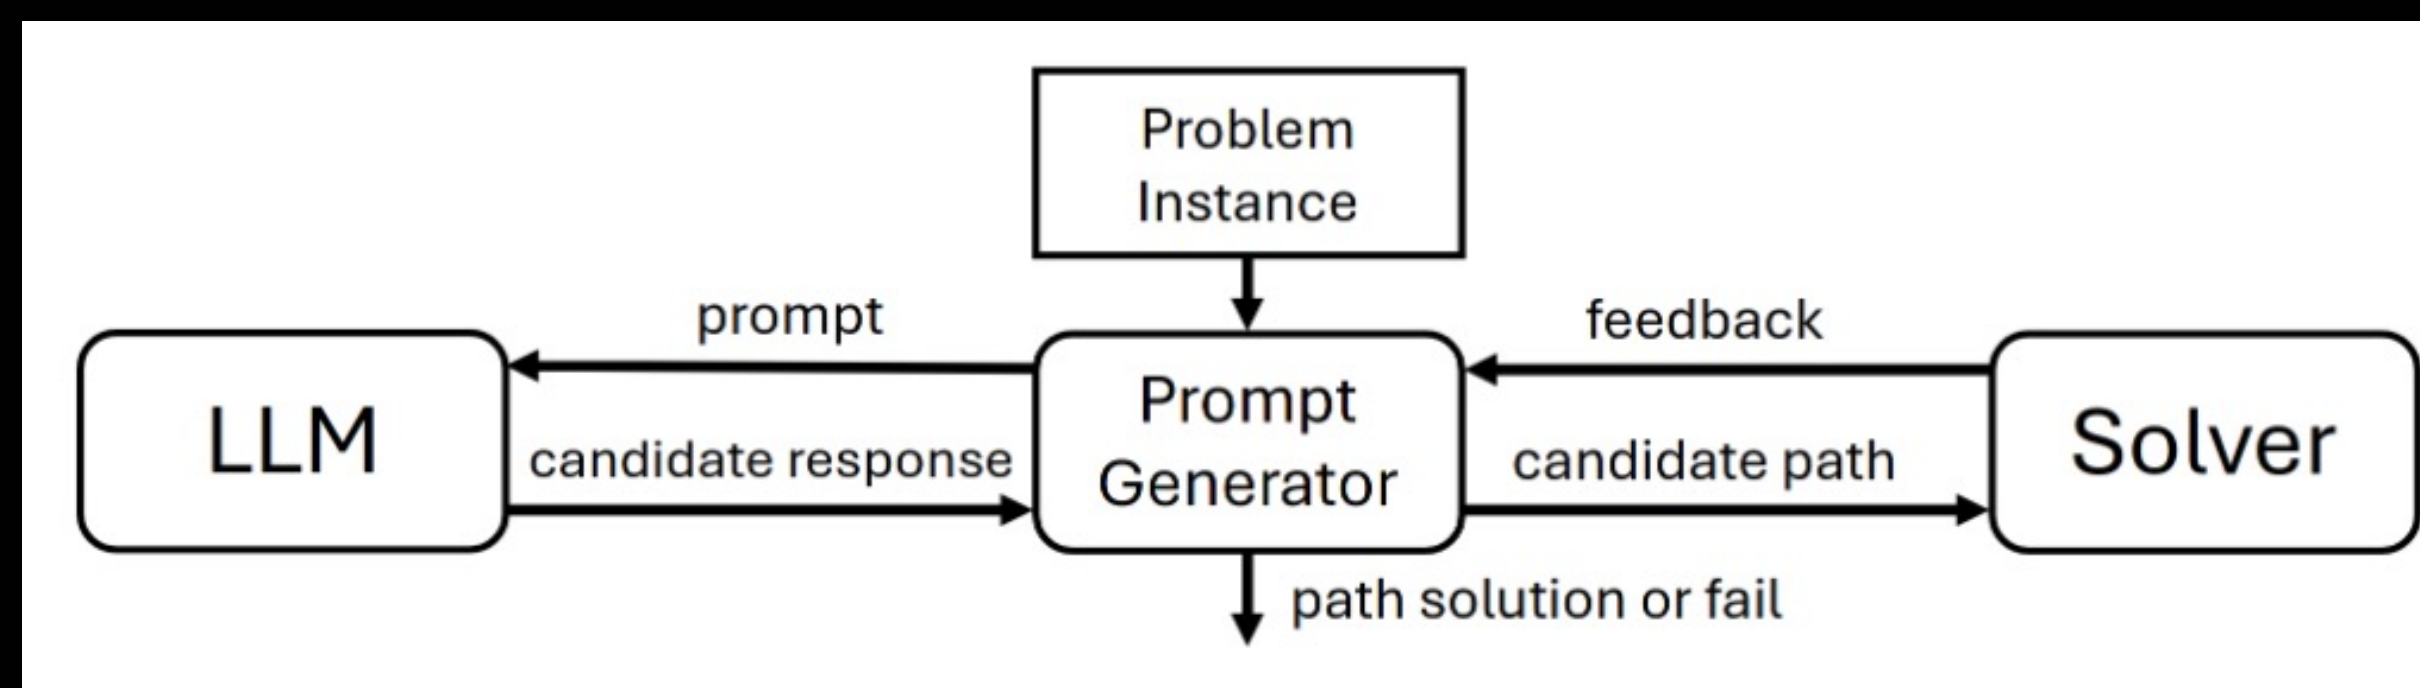 Problem
Instance
prompt
feedback
LLM
Prompt
Generator
Solver
candidate response
candidate path
path solution or fail